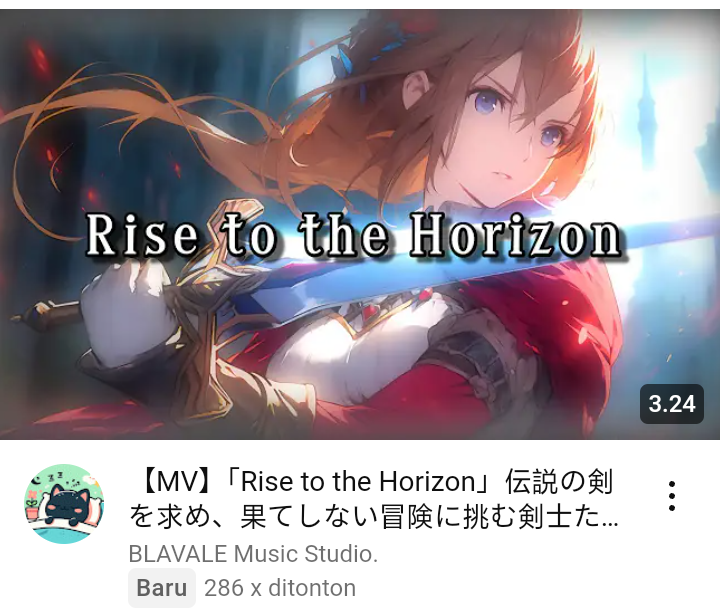 Rise to the Horizon
3.24
【MV】「Rise to the Horizon」伝説の剣
を求め、果てしない冒険に挑む剣士た...
BLAVALE Music Studio.
Baru 286 x ditonton